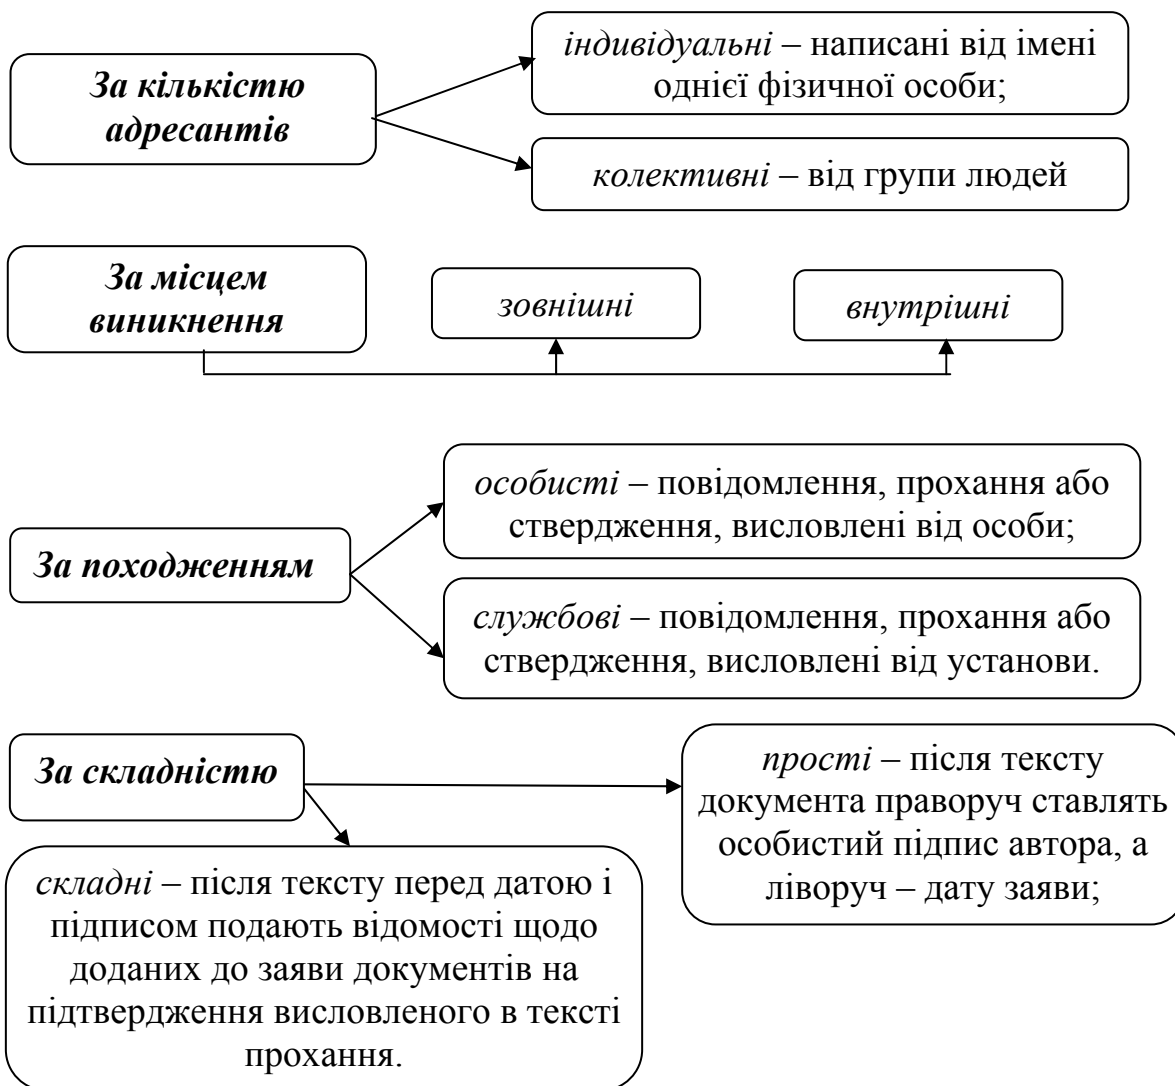 За кількістю
адресантів
індивідуальні – написані від імені
однієї фізичної особи;
колективні – від групи людей
За місцем
виникнення
зовнішні
внутрішні
За походженням
особисті – повідомлення, прохання або
ствердження, висловлені від особи;
службові – повідомлення, прохання або
ствердження, висловлені від установи.
За складністю
прості – після тексту
документа праворуч ставлять
особистий підпис автора, а
ліворуч – дату заяви;
складні – після тексту перед датою і
підписом подають відомості щодо
доданих до заяви документів на
підтвердження висловленого в тексті
прохання.